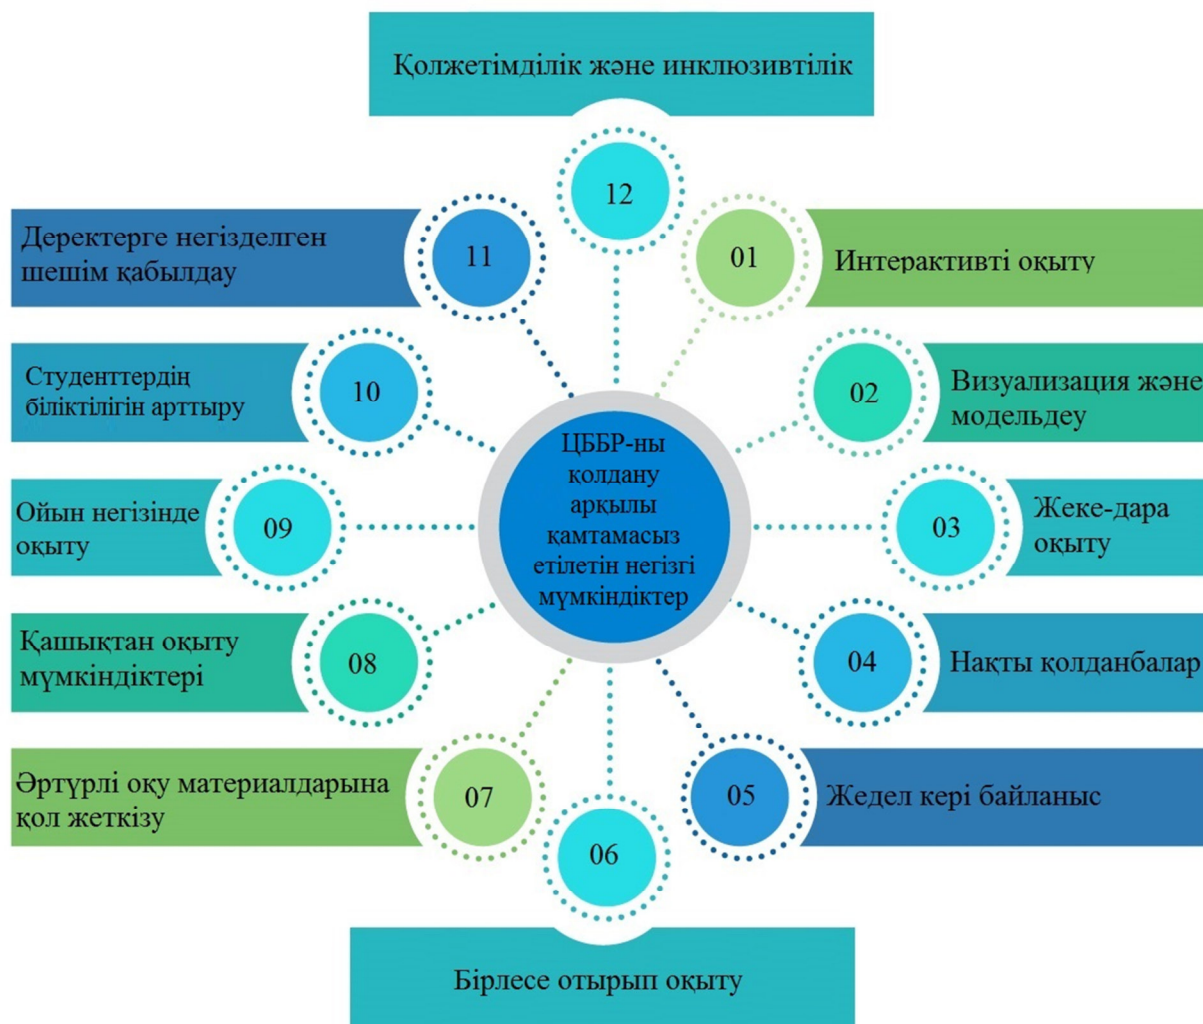 Қолжетімділік және инклюзивтілік
12
01
Интерактивті оқыту
02
Визуализация және
модельдеу
03
Жеке-дара
оқыту
04
Нақты қолданбалар
05
Жедел кері байланыс
06
Бірлесе отырып оқыту
07
Әртүрлі оқу материалдарына
қол жеткізу
08
Қашықтан оқыту
мүмкіндіктері
09
Ойын негізінде
оқыту
10
Студенттердің
біліктілігін арттыру
11
Деректерге негізделген
шешім қабылдау
ЦББР-ны
қолдану
арқылы
қамтамасыз
етілетін негізгі
мүмкіндіктер